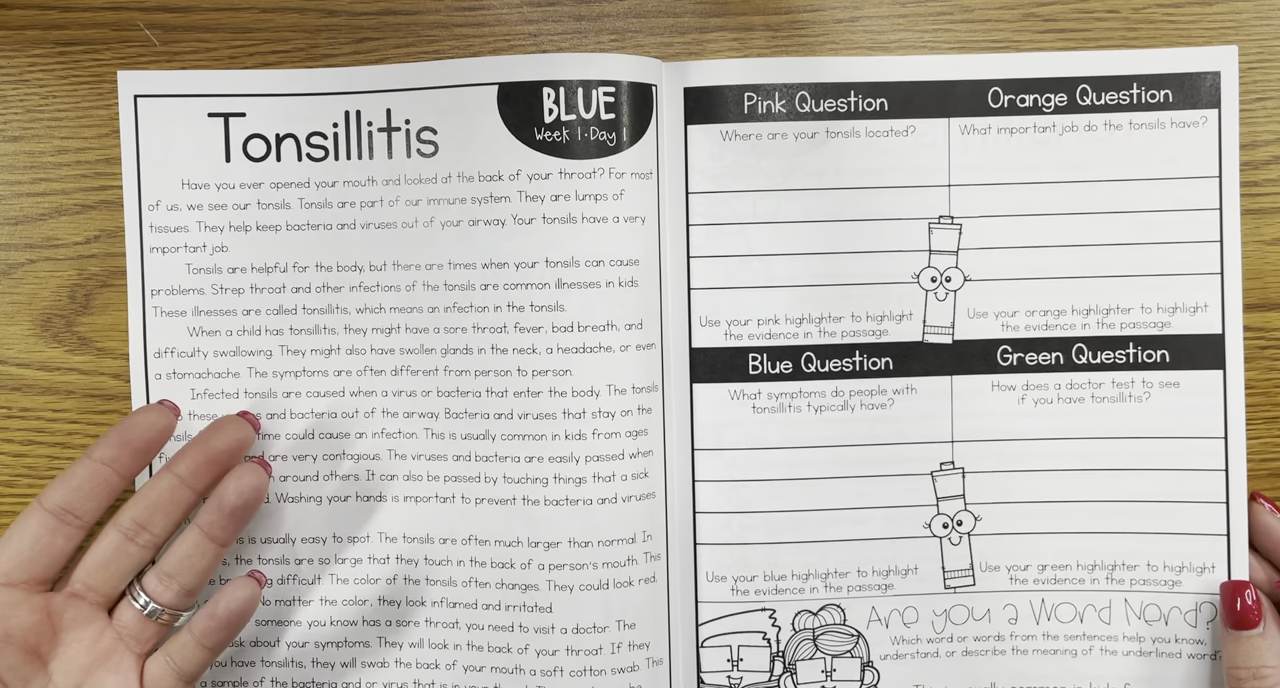 Tonsillitis
BLUE
Week 1·Day 1
Have you ever opened your mouth and looked at the back of your throat? For most
of us, we see our tonsils. Tonsils are part of our immune system. They are lumps of
tissues. They help keep bacteria and viruses out of your airway. Your tonsils have a very
important job.
Tonsils are helpful for the body, but there are times when your tonsils can cause
problems. Strep throat and other infections of the tonsils are common illnesses in kids.
These illnesses are called tonsillitis, which means an infection in the tonsils.
When a child has tonsillitis, they might have a sore throat, fever, bad breath, and
difficulty swallowing. They might also have swollen glands in the neck, a headache, or even
a stomachache. The symptoms are often different from person to person.
Infected tonsils are caused when a virus or bacteria that enter the body. The tonsils
these and bacteria out of the airway. Bacteria and viruses that stay on the
time could cause an infection. This is usually common in kids from ages
and are very contagious. The viruses and bacteria are easily passed when
around others. It can also be passed by touching things that a sick
Washing your hands is important to prevent the bacteria and viruses
is usually easy to spot. The tonsils are often much larger than normal. In
the tonsils are so large that they touch in the back of a person's mouth. This
difficult. The color of the tonsils often changes. They could look red,
No matter the color, they look inflamed and irritated.
someone you know has a sore throat, you need to visit a doctor. The
ask about your symptoms. They will look in the back of your throat. If they
you have tonsilitis, they will swab the back of your mouth a soft cotton swab. This
a sample of the bacteria and or virus that is in your throat.
Pink Question
Where are your tonsils located?
Use your pink highlighter to highlight
the evidence in the passage.
Orange Question
What important job do the tonsils have?
Use your orange highlighter to highlight
the evidence in the passage.
Blue Question
What symptoms do people with
tonsillitis typically have?
Use your blue highlighter to highlight
the evidence in the passage.
Green Question
How does a doctor test to see
if you have tonsillitis?
Use your green highlighter to highlight
the evidence in the passage.
Are you a Word Nerd?
Which word or words from the sentences help you know,
understand, or describe the meaning of the underlined word?